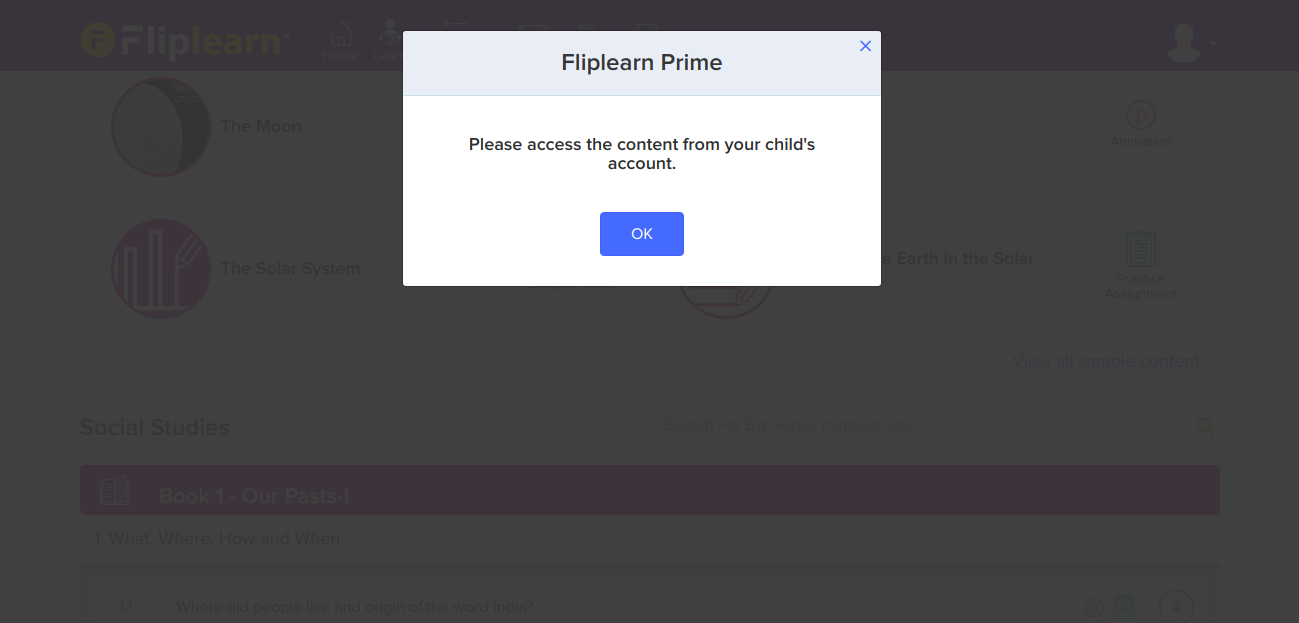 Fliplearn™
Home
Learn
Fliplearn Prime
Please access the content from your child's
account.
OK
The Moon
Animation
The Solar System
e Earth in the Solar
Practice
Assignment
View all sample content
Social Studies
Search For E.g. verbs, numbers, etc
Book 1 - Our Pasts-I
1. What, Where, How and When
1.1 Where did people live and origin of the word india?
4